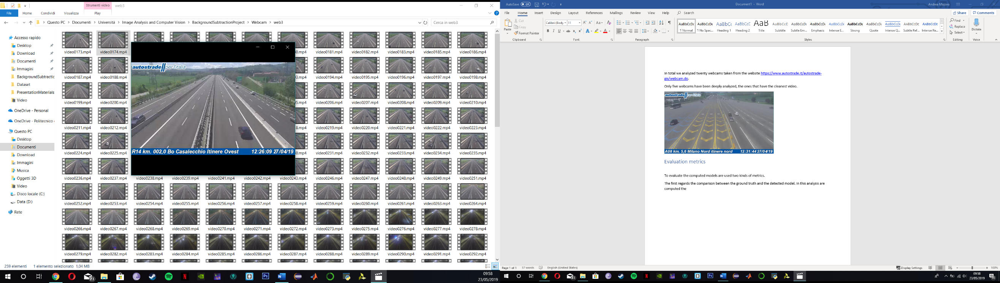 Strumenti video
web3
File
Home
Condividi
Visualizza
Play
Questo PC > Documenti > Università > Image Analysis and Computer Vision > BackgroundSubtractionProject > Webcam > web3
Cerca in web3
Accesso rapido
Desktop
Download
Documenti
Immagini
BackgroundSubtractic
Dataset
PresentationMaterials
Video
OneDrive - Personal
OneDrive - Politecnico
Questo PC
Desktop
Documenti
Download
Immagini
Musica
Oggetti 3D
Video
Disco locale (C:)
Data (D:)
Rete
video0173.mp4 video0174.mp4 video0181.mp4 video0182.mp4 video0183.mp4 video0185.mp4 video0186.mp4
video0187.mp4 video0188.mp4 video0194.mp4 video0195.mp4 video0196.mp4 video0197.mp4 video0198.mp4
video0199.mp4 video0200.mp4 video0206.mp4 video0207.mp4 video0208.mp4 video0209.mp4 video0210.mp4
video0211.mp4 video0212.mp4 video0219.mp4 video0220.mp4 video0221.mp4 video0222.mp4 video0223.mp4
video0224.mp4 video0225.mp4 video0231.mp4 video0232.mp4 video0233.mp4 video0234.mp4 video0235.mp4
video0236.mp4 video0237.mp4 video0238.mp4 video0239.mp4 video0241.mp4 video0242.mp4 video0243.mp4 video0246.mp4 video0247.mp4 video0248.mp4 video0249.mp4 video0251.mp4
video0252.mp4 video0253.mp4 video0254.mp4 video0255.mp4 video0256.mp4 video0257.mp4 video0258.mp4 video0259.mp4 video0260.mp4 video0261.mp4 video0263.mp4 video0264.mp4
video0266.mp4 video0267.mp4 video0268.mp4 video0269.mp4 video0270.mp4 video0271.mp4 video0272.mp4 video0273.mp4 video0275.mp4 video0276.mp4 video0277.mp4 video0278.mp4
video0279.mp4 video0282.mp4 video0283.mp4 video0284.mp4 video0285.mp4 video0286.mp4 video0287.mp4 video0288.mp4 video0289.mp4 video0290.mp4 video0291.mp4 video0292.mp4
autostrade per l'italia
R14 km. 002,0 Bo Casalecchio Itinere Ovest 12:26:09 27/04/19
259 elementi 1 elemento selezionato 1,04 MB
23
Ps
09:58
23/05/2019
AutoSave Off
Document1 - Word
Andrea Mazzeo
File Home Insert Design Layout References Mailings Review View Help Search
Share Comments
Paste
Cut
Copy
Format Painter
Clipboard
Calibri (Body 11
Font
Paragraph
AaBbCcDc AaBbCcDc AaBbCc AaBbCcC AaB AaBbCcC AaBbCcDc AaBbCcDc AaBbCcDc AaBbCcDc AaBbCcDc AaBbCcDc AABBCCDC AABBCCDC
¶ Normal ¶ No Spac... Heading 1 Heading 2 Title Subtitle Subtle Em... Emphasis Intense E... Strong Quote Intense Q... Subtle Ref... Intense Re...
Styles
Find
Replace
Select
Editing
Dictate
Voice
In total we analyzed twenty webcams taken from the website https://www.autostrade.it/autostrade-
gis/webcam.do.
Only five webcams have been deeply analyzed, the ones that have the cleanest video.
autostrade per l'italia
A08 km. 5,6 Milano Nord itinere nord 12:31:44 27/04/19
Evaluation metrics
To evaluate the computed models are used two kinds of metrics.
The first regards the comparison between the ground truth and the detected model. In this analysis are
computed the
Page 1 of 1 57 words English (United States)
Display Settings
100%
23
Ps
09:58
23/05/2019
15